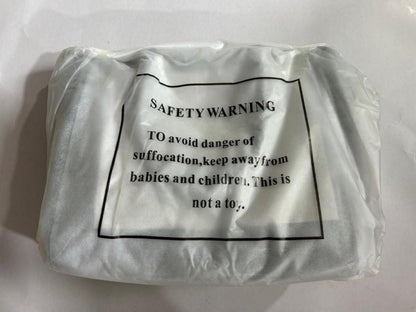 SAFETY WARNING
TO avoid danger of
suffocation,keep away from
babies and children. This is
not a toy.